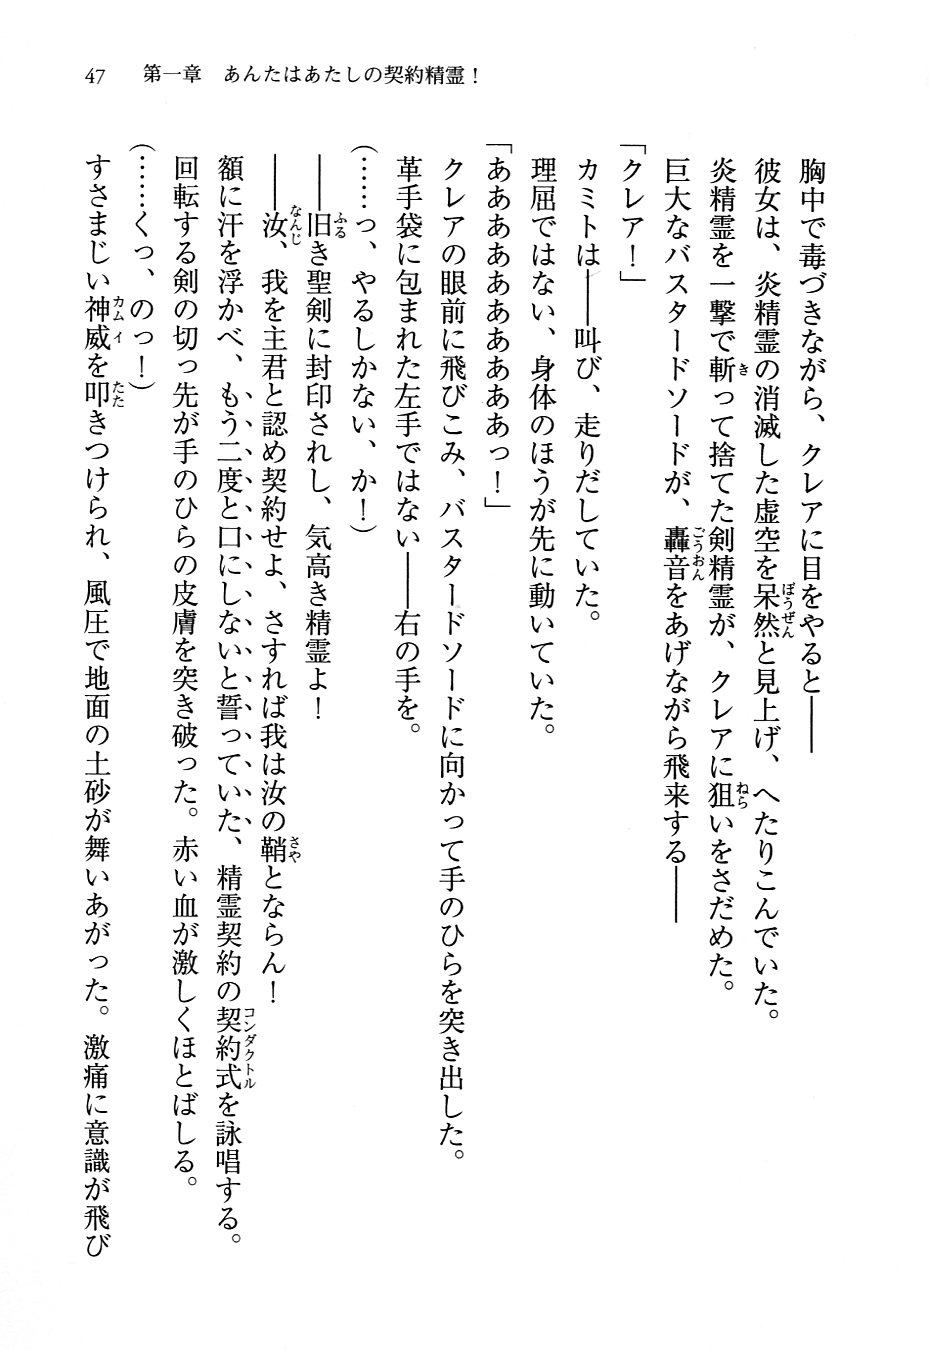 47　第一章　あんたはあたしの契約精霊！
胸中で毒づきながら、クレアに目をやると――
彼女は、炎精霊の消滅した虚空を呆然と見上げ、へたりこんでいた。
炎精霊を一撃で斬って捨てた剣精霊が、クレアに狙いをさだめた。
巨大なバスタードソードが、轟音をあげながら飛来する――
「クレア！」
カミトは――叫び、走りだしていた。
理屈ではない、身体のほうが先に動いていた。
「ああああああああああっ！」
クレアの眼前に飛びこみ、バスタードソードに向かって手のひらを突き出した。
革手袋に包まれた左手ではない――右の手を。
（……っ、やるしかない、か！）
――旧き聖剣に封印されし、気高き精霊よ！
――汝、我を主君と認め契約せよ、さすれば我は汝の鞘とならん！
額に汗を浮かべ、もう二度と口にしないと誓っていた、精霊契約の契約式を詠唱する。
回転する剣の切っ先が手のひらの皮膚を突き破った。赤い血が激しくほとばしる。
（……くっ、のっ！）
すさまじい神威を叩きつけられ、風圧で地面の土砂が舞いあがった。激痛に意識が飛び